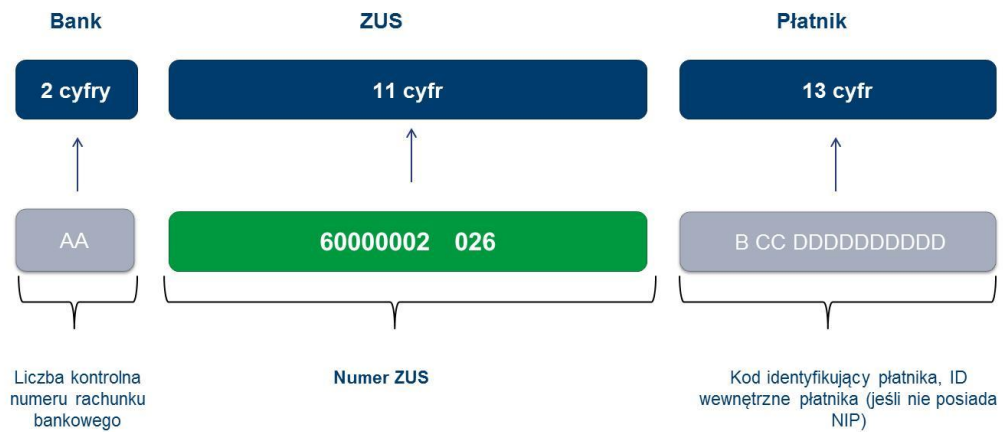 Bank
ZUS
Płatnik
2 cyfry
11 cyfr
13 cyfr
AA
60000002 026
B CC DDDDDDDDDD
Liczba kontrolna
numeru rachunku
bankowego
Numer ZUS
Kod identyfikujący płatnika, ID
wewnętrzne płatnika (jeśli nie posiada
NIP)